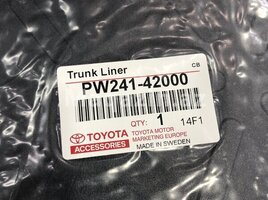 Trunk Liner CB
PW241-42000
QTY: 1 14F1
TOYOTA TOYOTA MOTOR
ACCESSORIES MARKETING EUROPE
MADE IN SWEDEN